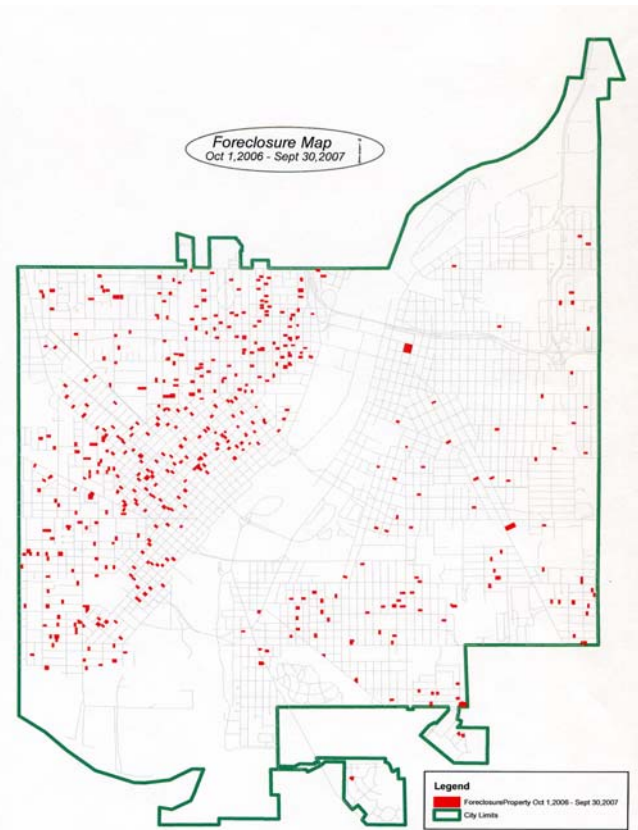 Foreclosure Map
Oct 1,2006 - Sept 30,2007
Legend
ForeclosureProperty Oct 1,2006 - Sept 30,2007
City Limits